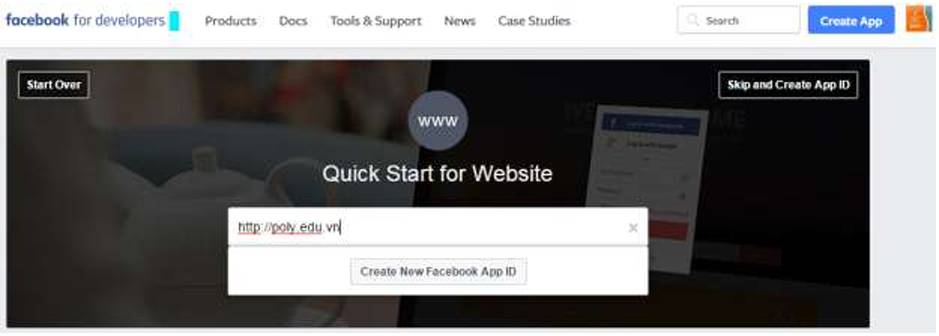 facebook for developers Products Docs Tools & Support News Case Studies Search Create App
Start Over Skip and Create App ID
www
Quick Start for Website
http://poly.edu.vn ×
Create New Facebook App ID